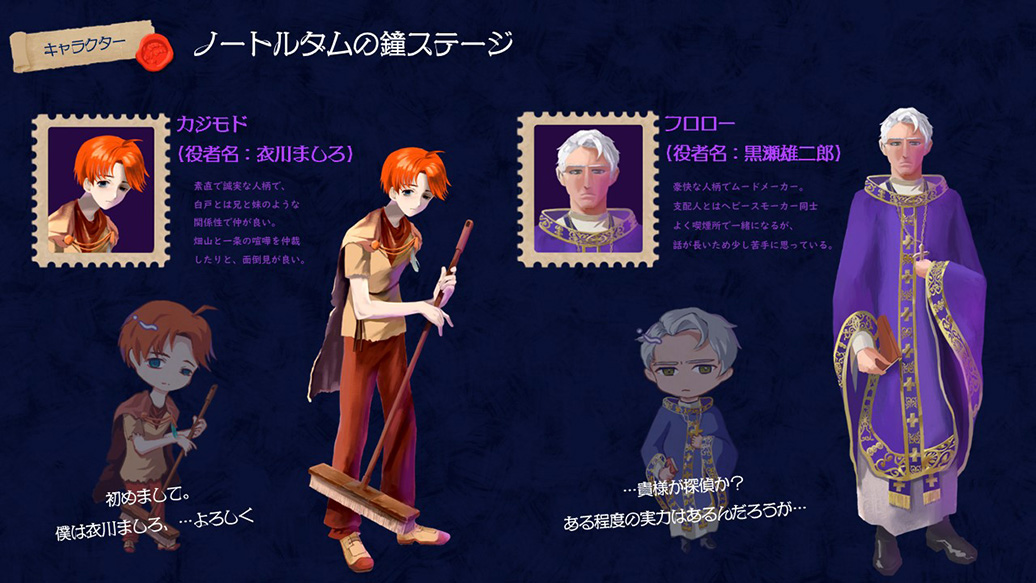 キャラクター
ノートルダムの鐘ステージ
カジモド
(役者名：衣川ましろ)
素直で誠実な人柄で、
白戸とは兄と妹のような
関係性で仲が良い。
畑山と一条の喧嘩を仲裁
したりと、面倒見が良い。
初めまして。
僕は衣川ましろ、…よろしく
フロロー
(役者名：黒瀬雄二郎)
豪快な人柄でムードメーカー。
支配人とはヘビースモーカー同士
よく喫煙所で一緒になるが、
話が長いため少し苦手に思っている。
…貴様が探偵か？
ある程度の実力はあるんだろうが…